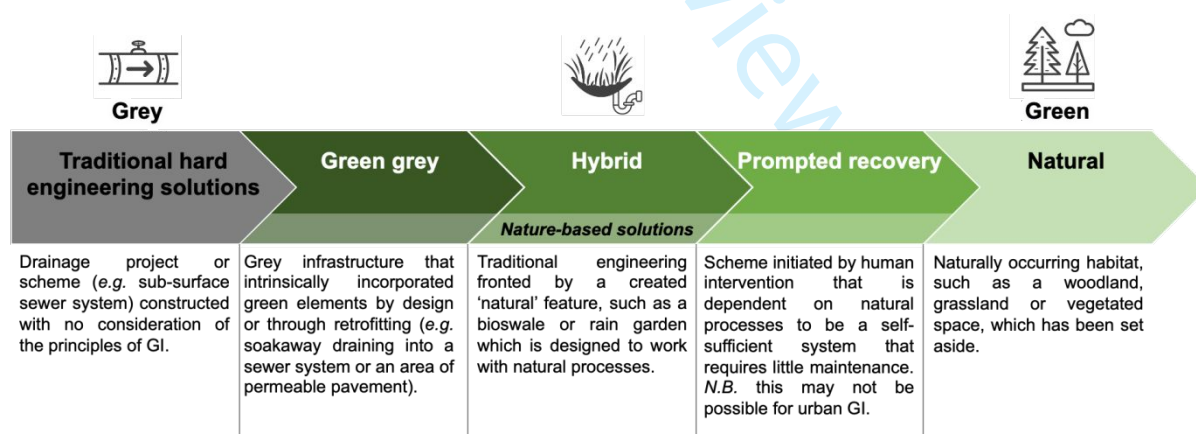 view
Grey
Green
Traditional hard
engineering solutions
Green grey
Hybrid
Prompted recovery
Natural
Nature-based solutions
Drainage project or
scheme (e.g. sub-surface
sewer system) constructed
with no consideration of
the principles of GI.
Grey infrastructure that
intrinsically incorporated
green elements by design
or through retrofitting (e.g.
soakaway draining into a
sewer system or an area of
permeable pavement).
Traditional engineering
fronted by a created
‘natural’ feature, such as a
bioswale or rain garden
which is designed to work
with natural processes.
Scheme initiated by human
intervention that is
dependent on natural
processes to be a self-
sufficient system that
requires little maintenance.
N.B. this may not be
possible for urban GI.
Naturally occurring habitat,
such as a woodland,
grassland or vegetated
space, which has been set
aside.